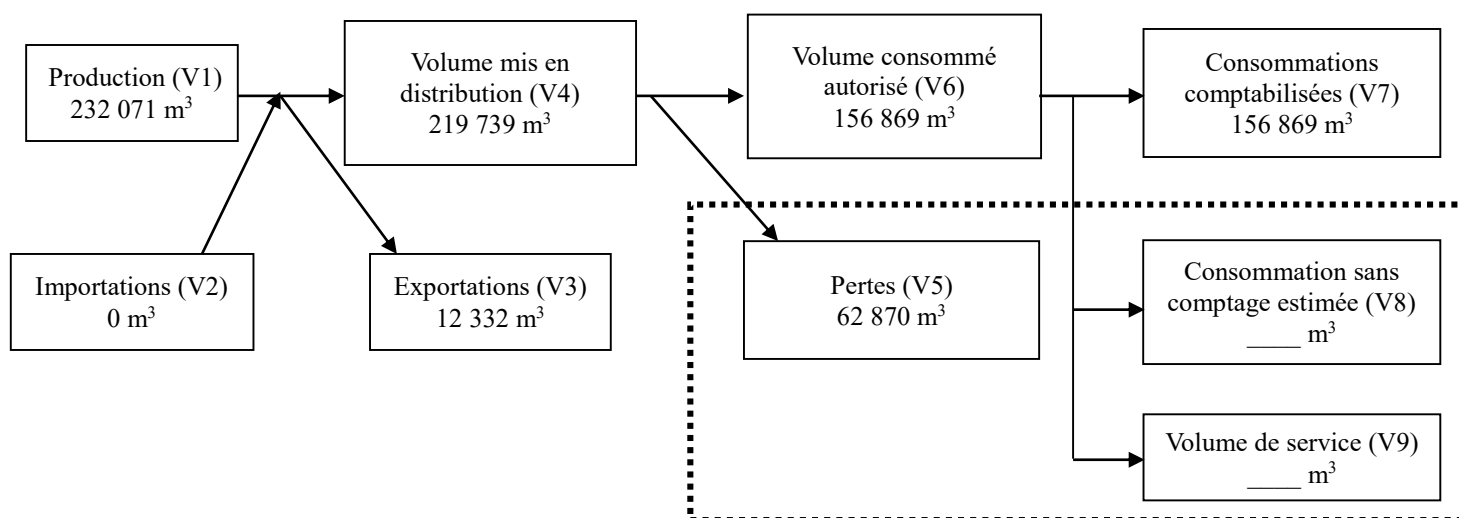 Production (V1)
232 071 m³
Volume mis en
distribution (V4)
219 739 m³
Volume consommé
autorisé (V6)
156 869 m³
Consommations
comptabilisées (V7)
156 869 m³
Importations (V2)
0 m³
Exportations (V3)
12 332 m³
Pertes (V5)
62 870 m³
Consommation sans
comptage estimée (V8)
____ m³
Volume de service (V9)
____ m³